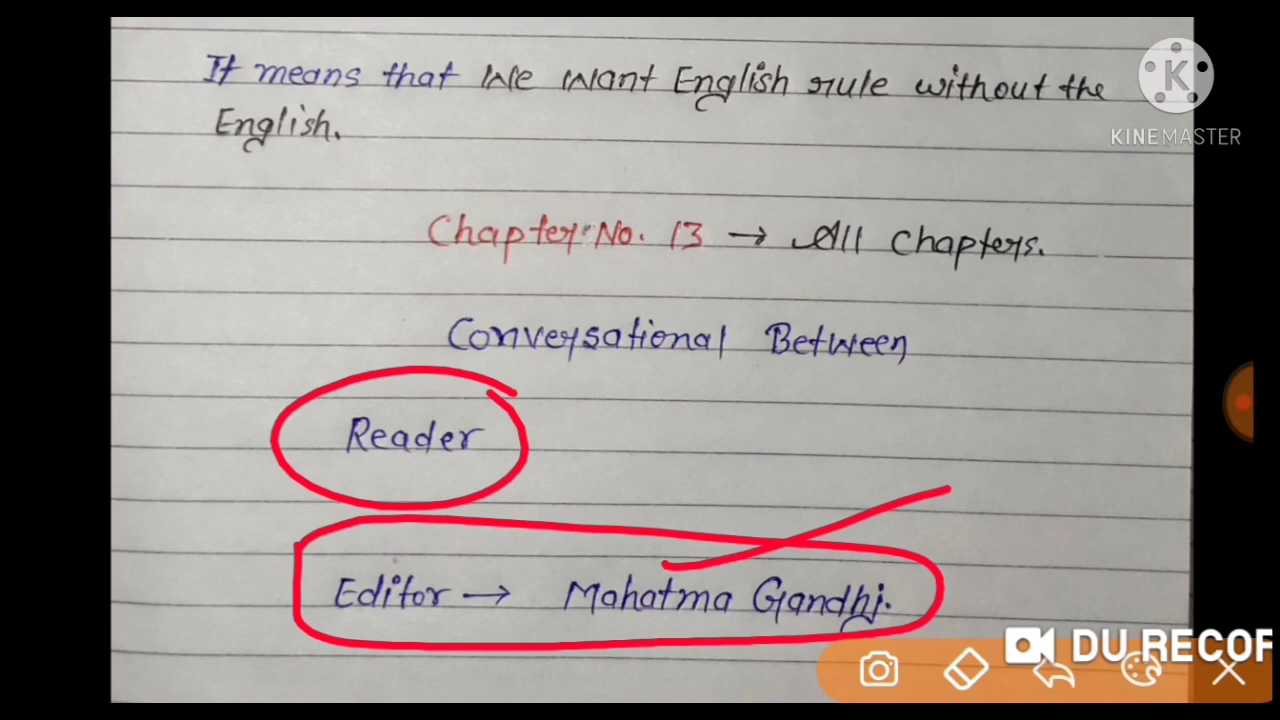 It means that We Want English rule without the
English.
K
KINEMASTER
Chapter No. 13 → All Chapters.
Conversational Between
Reader
Editor → Mahatma Gandhi.
DU RECOR